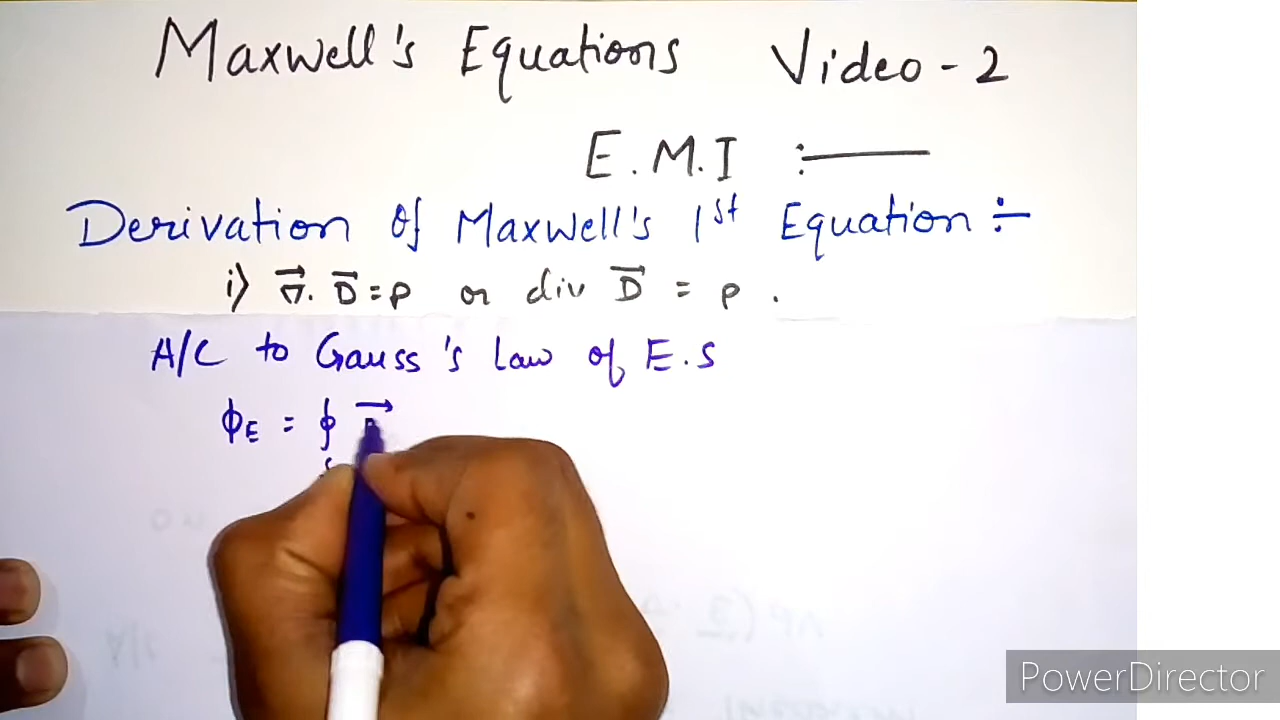 Maxwell's Equations Video - 2
E.M.I :—
Derivation of Maxwell's 1st Equation ÷
i) ∇⃗. D⃗ = ρ or div D⃗ = ρ .
A/C to Gauss's Law of E.S
ϕE = ∮
PowerDirector